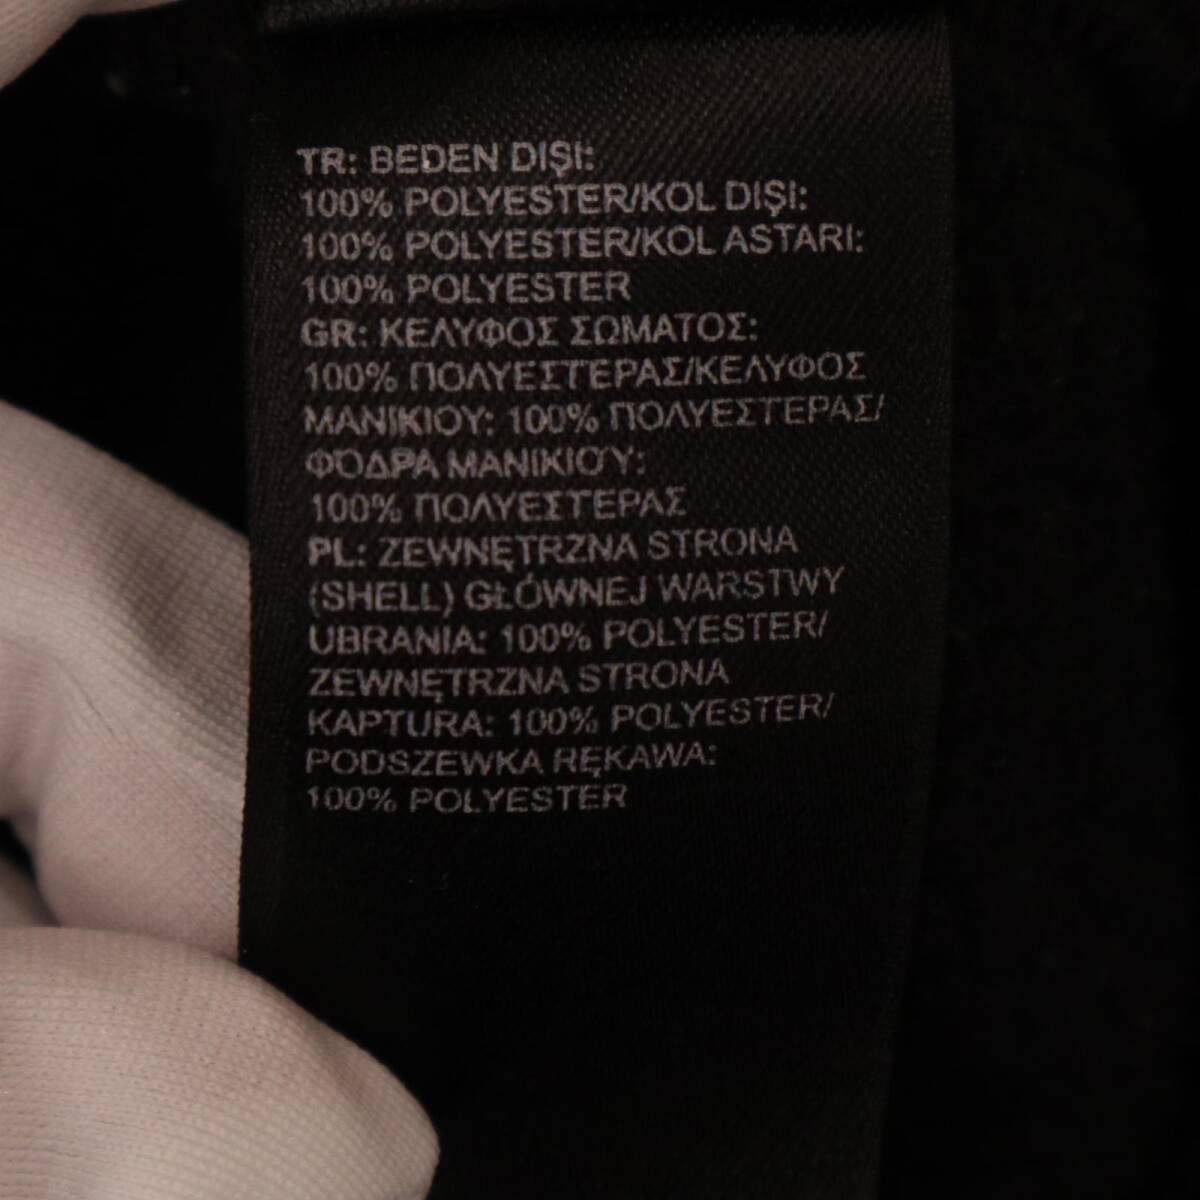 TR: BEDEN DIŞI:
100% POLYESTER/KOL DIŞI:
100% POLYESTER/KOL ASTARI:
100% POLYESTER
GR: ΚΕΛΥΦΟΣ ΣΩΜΑΤΟΣ:
100% ΠΟΛΥΕΣΤΕΡΑΣ/ΚΕΛΥΦΟΣ
ΜΑΝΙΚΙΟΥ: 100% ΠΟΛΥΕΣΤΕΡΑΣ/
ΦΌΔΡΑ ΜΑΝΙΚΙΟΎ:
100% ΠΟΛΥΕΣΤΕΡΑΣ
PL: ZEWNĘTRZNA STRONA
(SHELL) GŁÓWNEJ WARSTWY
UBRANIA: 100% POLYESTER/
ZEWNĘTRZNA STRONA
KAPTURA: 100% POLYESTER/
PODSZEWKA RĘKAWA:
100% POLYESTER